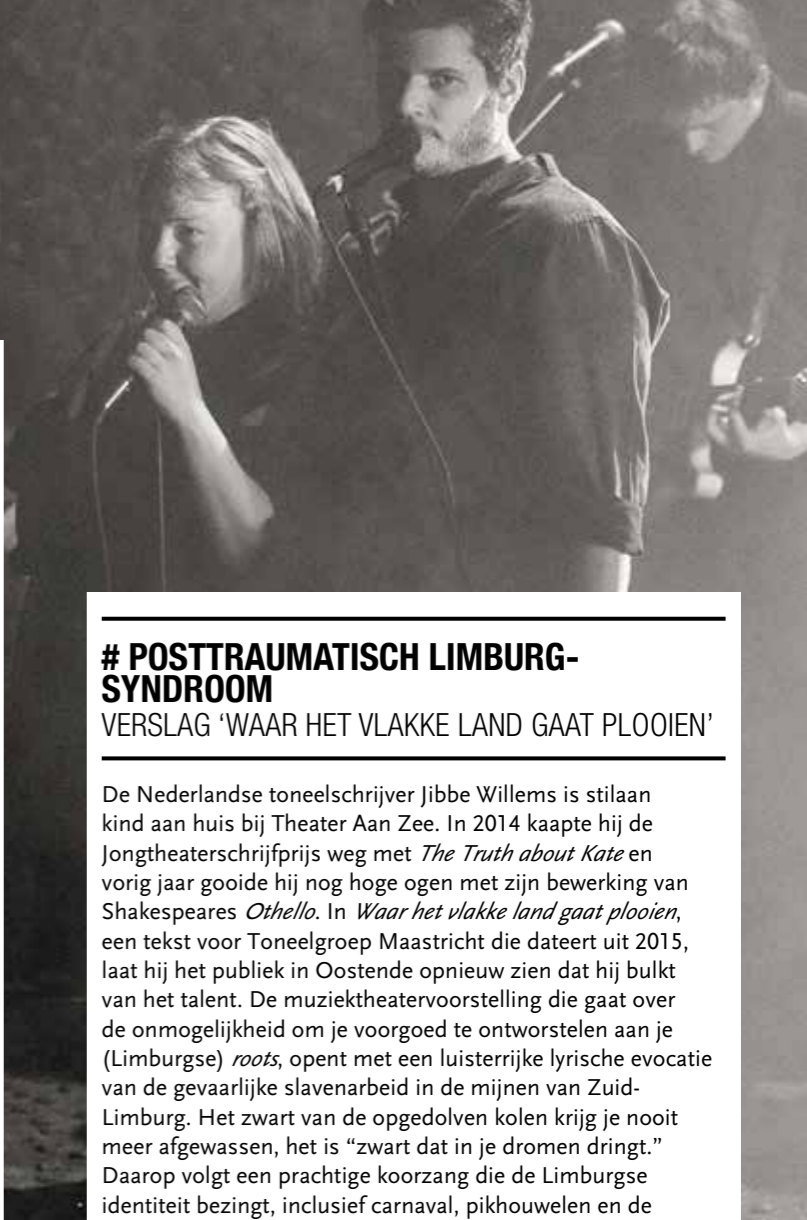 # POSTTRAUMATISCH LIMBURG-
SYNDROOM
VERSLAG ‘WAAR HET VLAKKE LAND GAAT PLOOIEN’
De Nederlandse toneelschrijver Jibbe Willems is stilaan
kind aan huis bij Theater Aan Zee. In 2014 kaapte hij de
Jongtheaterschrijfprijs weg met The Truth about Kate en
vorig jaar gooide hij nog hoge ogen met zijn bewerking van
Shakespeares Othello. In Waar het vlakke land gaat plooien,
een tekst voor Toneelgroep Maastricht die dateert uit 2015,
laat hij het publiek in Oostende opnieuw zien dat hij bulkt
van het talent. De muziektheatervoorstelling die gaat over
de onmogelijkheid om je voorgoed te ontworstelen aan je
(Limburgse) roots, opent met een luisterrijke lyrische evocatie
van de gevaarlijke slavenarbeid in de mijnen van Zuid-
Limburg. Het zwart van de opgedolven kolen krijg je nooit
meer afgewassen, het is “zwart dat in je dromen dringt.”
Daarop volgt een prachtige koorzang die de Limburgse
identiteit bezingt, inclusief carnaval, pikhouwelen en de